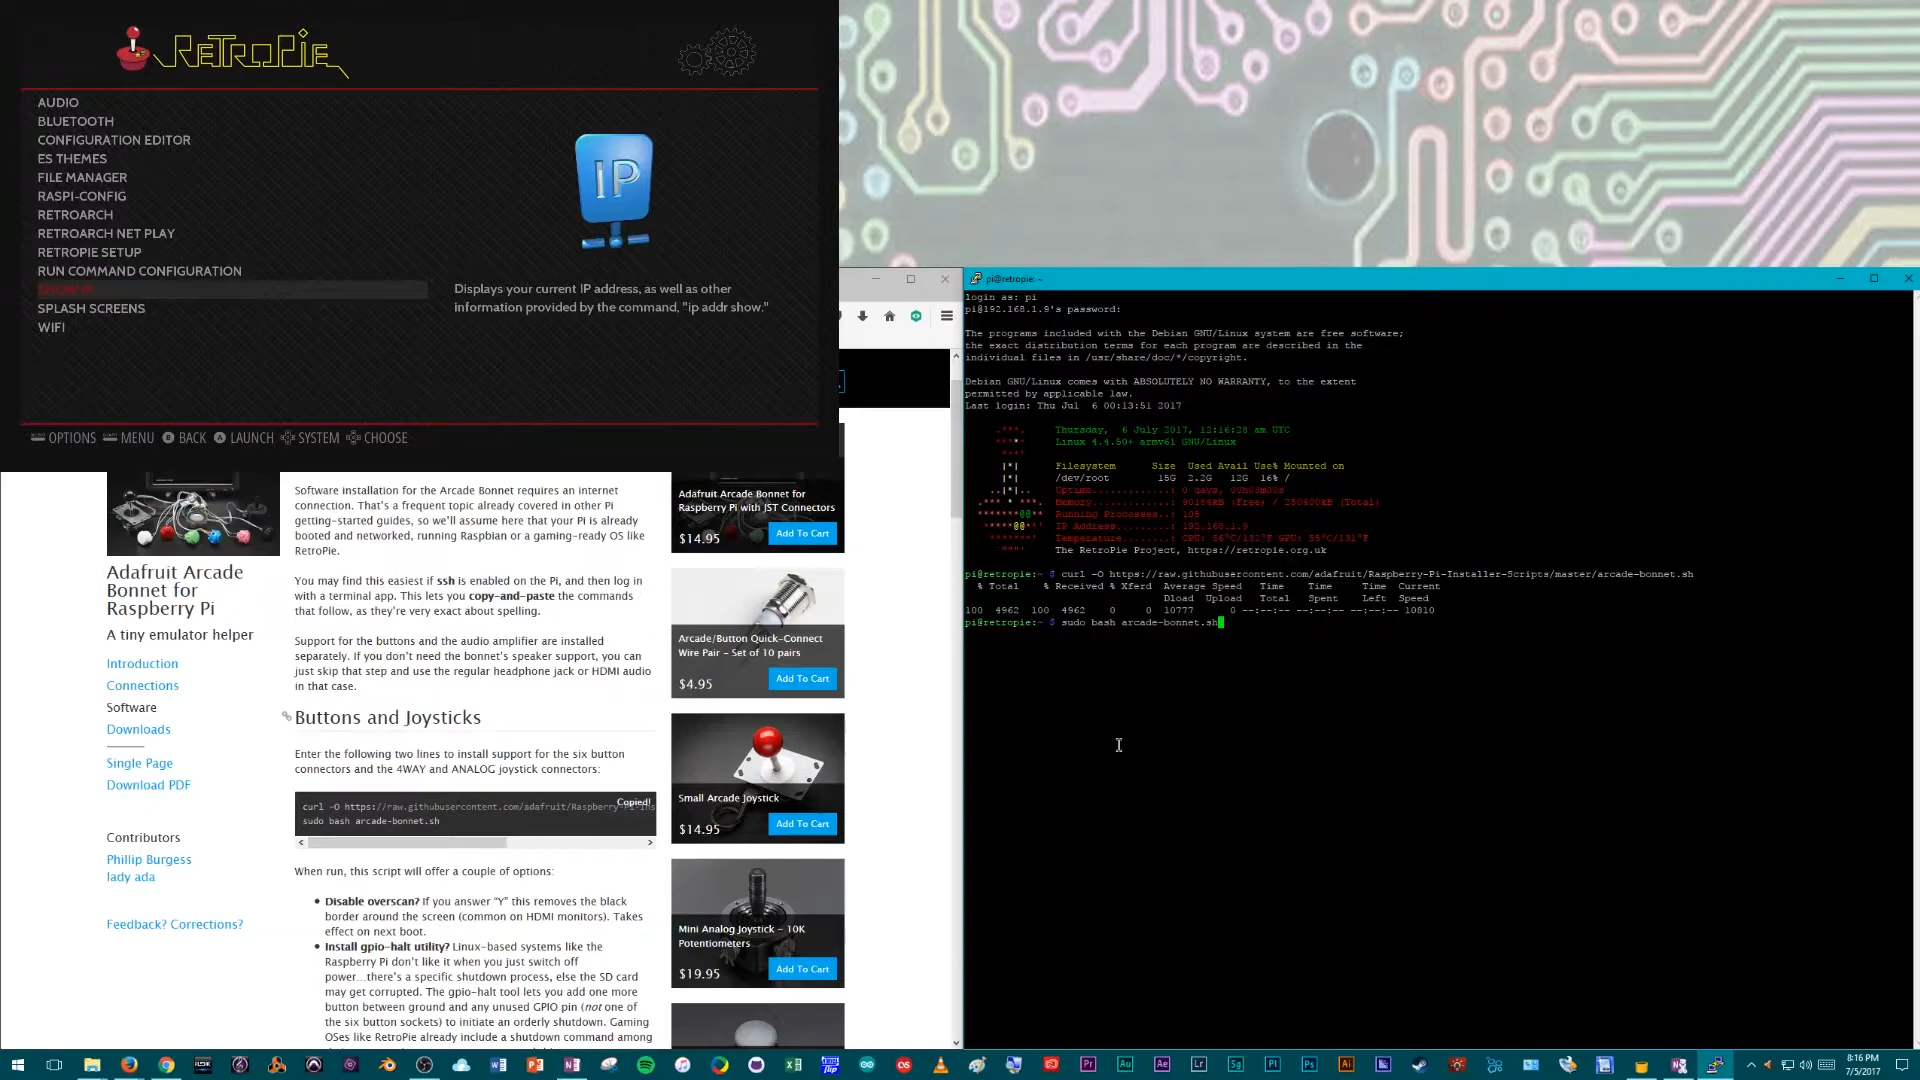 RETROPIE
AUDIO
BLUETOOTH
CONFIGURATION EDITOR
ES THEMES
FILE MANAGER
RASPI-CONFIG
RETROARCH
RETROARCH NET PLAY
RETROPIE SETUP
RUN COMMAND CONFIGURATION
SHOW IP
SPLASH SCREENS
WIFI
IP
Displays your current IP address, as well as other
information provided by the command, "ip addr show."
OPTIONS MENU B BACK A LAUNCH SYSTEM CHOOSE
Adafruit Arcade
Bonnet for
Raspberry Pi
A tiny emulator helper
Introduction
Connections
Software
Downloads
Single Page
Download PDF
Contributors
Phillip Burgess
lady ada
Feedback? Corrections?
Software installation for the Arcade Bonnet requires an internet
connection. That's a frequent topic already covered in other Pi
getting-started guides, so we'll assume here that your Pi is already
booted and networked, running Raspbian or a gaming-ready OS like
RetroPie.
You may find this easiest if ssh is enabled on the Pi, and then log in
with a terminal app. This lets you copy-and-paste the commands
that follow, as they're very exact about spelling.
Support for the buttons and the audio amplifier are installed
separately. If you don't need the bonnet's speaker support, you can
just skip that step and use the regular headphone jack or HDMI audio
in that case.
Buttons and Joysticks
Enter the following two lines to install support for the six button
connectors and the 4WAY and ANALOG joystick connectors:
Copied!
curl -O https://raw.githubusercontent.com/adafruit/Raspberry-Pi-Ins
sudo bash arcade-bonnet.sh
When run, this script will offer a couple of options:
Disable overscan? If you answer "Y" this removes the black
border around the screen (common on HDMI monitors). Takes
effect on next boot.
Install gpio-halt utility? Linux-based systems like the
Raspberry Pi don't like it when you just switch off
power...there's a specific shutdown process, else the SD card
may get corrupted. The gpio-halt tool lets you add one more
button between ground and any unused GPIO pin (not one of
the six button sockets) to initiate an orderly shutdown. Gaming
OSes like RetroPie already include a shutdown command among
Adafruit Arcade Bonnet for
Raspberry Pi with JST Connectors
$14.95 Add To Cart
Arcade/Button Quick-Connect
Wire Pair - Set of 10 pairs
$4.95 Add To Cart
Small Arcade Joystick
$14.95 Add To Cart
Mini Analog Joystick - 10K
Potentiometers
$19.95 Add To Cart
pi@retropie: ~
login as: pi
pi@192.168.1.9's password:
The programs included with the Debian GNU/Linux system are free software;
the exact distribution terms for each program are described in the
individual files in /usr/share/doc/*/copyright.
Debian GNU/Linux comes with ABSOLUTELY NO WARRANTY, to the extent
permitted by applicable law.
Last login: Thu Jul  6 00:13:51 2017
Thursday, 6 July 2017, 12:16:28 am UTC
Linux 4.4.50+ armv6l GNU/Linux
Filesystem Size Used Avail Use% Mounted on
/dev/root 15G 2.2G 12G 16% /
Uptime.............: 0 days, 00h03m00s
Memory.............: 90184kB (Free) / 250400kB (Total)
Running Processes..: 105
IP Address.........: 192.168.1.9
Temperature........: CPU: 56°C/132°F GPU: 55°C/131°F
The RetroPie Project, https://retropie.org.uk
pi@retropie:~ $ curl -O https://raw.githubusercontent.com/adafruit/Raspberry-Pi-Installer-Scripts/master/arcade-bonnet.sh
% Total % Received % Xferd Average Speed Time Time Time Current
Dload Upload Total Spent Left Speed
100 4962 100 4962 0 0 10777 0 --:--:-- --:--:-- --:--:-- 10810
pi@retropie:~ $ sudo bash arcade-bonnet.sh
8:16 PM
7/5/2017